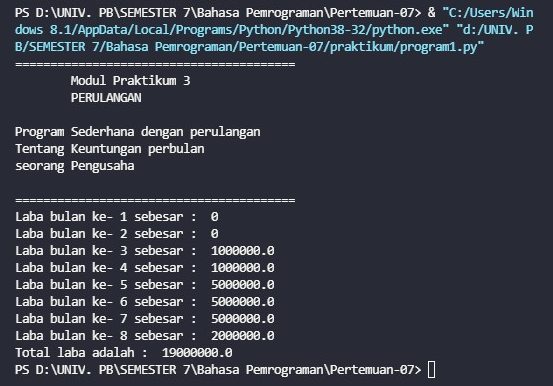 PS D:\UNIV. PB\SEMESTER 7\Bahasa Pemrograman\Pertemuan-07> & "C:/Users/Win
dows 8.1/AppData/Local/Programs/Python/Python38-32/python.exe" "d:/UNIV. P
B/SEMESTER 7/Bahasa Pemrograman/Pertemuan-07/praktikum/program1.py"
========================================
Modul Praktikum 3
PERULANGAN
Program Sederhana dengan perulangan
Tentang Keuntungan perbulan
seorang Pengusaha
========================================
Laba bulan ke- 1 sebesar :  0
Laba bulan ke- 2 sebesar :  0
Laba bulan ke- 3 sebesar :  1000000.0
Laba bulan ke- 4 sebesar :  1000000.0
Laba bulan ke- 5 sebesar :  5000000.0
Laba bulan ke- 6 sebesar :  5000000.0
Laba bulan ke- 7 sebesar :  5000000.0
Laba bulan ke- 8 sebesar :  2000000.0
Total laba adalah :  19000000.0
PS D:\UNIV. PB\SEMESTER 7\Bahasa Pemrograman\Pertemuan-07>